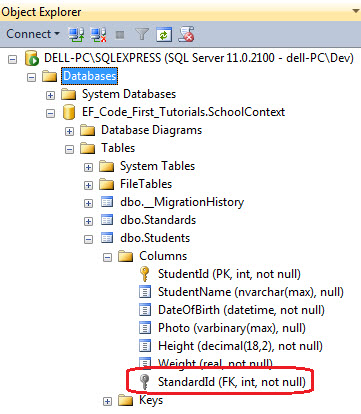 Object Explorer
Connect
DELL-PC\SQLEXPRESS (SQL Server 11.0.2100 - dell-PC\Dev)
Databases
System Databases
EF_Code_First_Tutorials.SchoolContext
Database Diagrams
Tables
System Tables
FileTables
dbo.__MigrationHistory
dbo.Standards
dbo.Students
Columns
StudentId (PK, int, not null)
StudentName (nvarchar(max), null)
DateOfBirth (datetime, not null)
Photo (varbinary(max), null)
Height (decimal(18,2), not null)
Weight (real, not null)
StandardId (FK, int, not null)
Keys